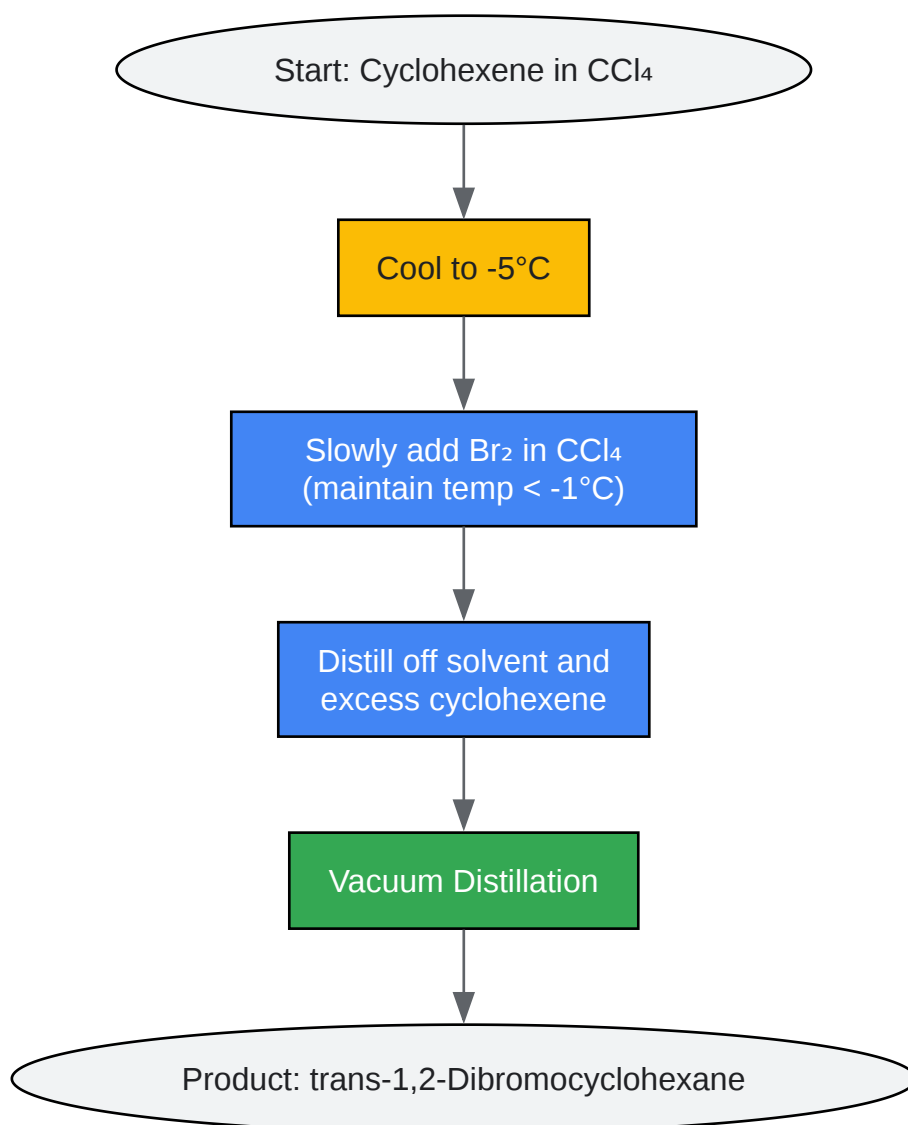 Start: Cyclohexene in CCl₄
Cool to -5°C
Slowly add Br₂ in CCl₄
(maintain temp < -1°C)
Distill off solvent and
excess cyclohexene
Vacuum Distillation
Product: trans-1,2-Dibromocyclohexane